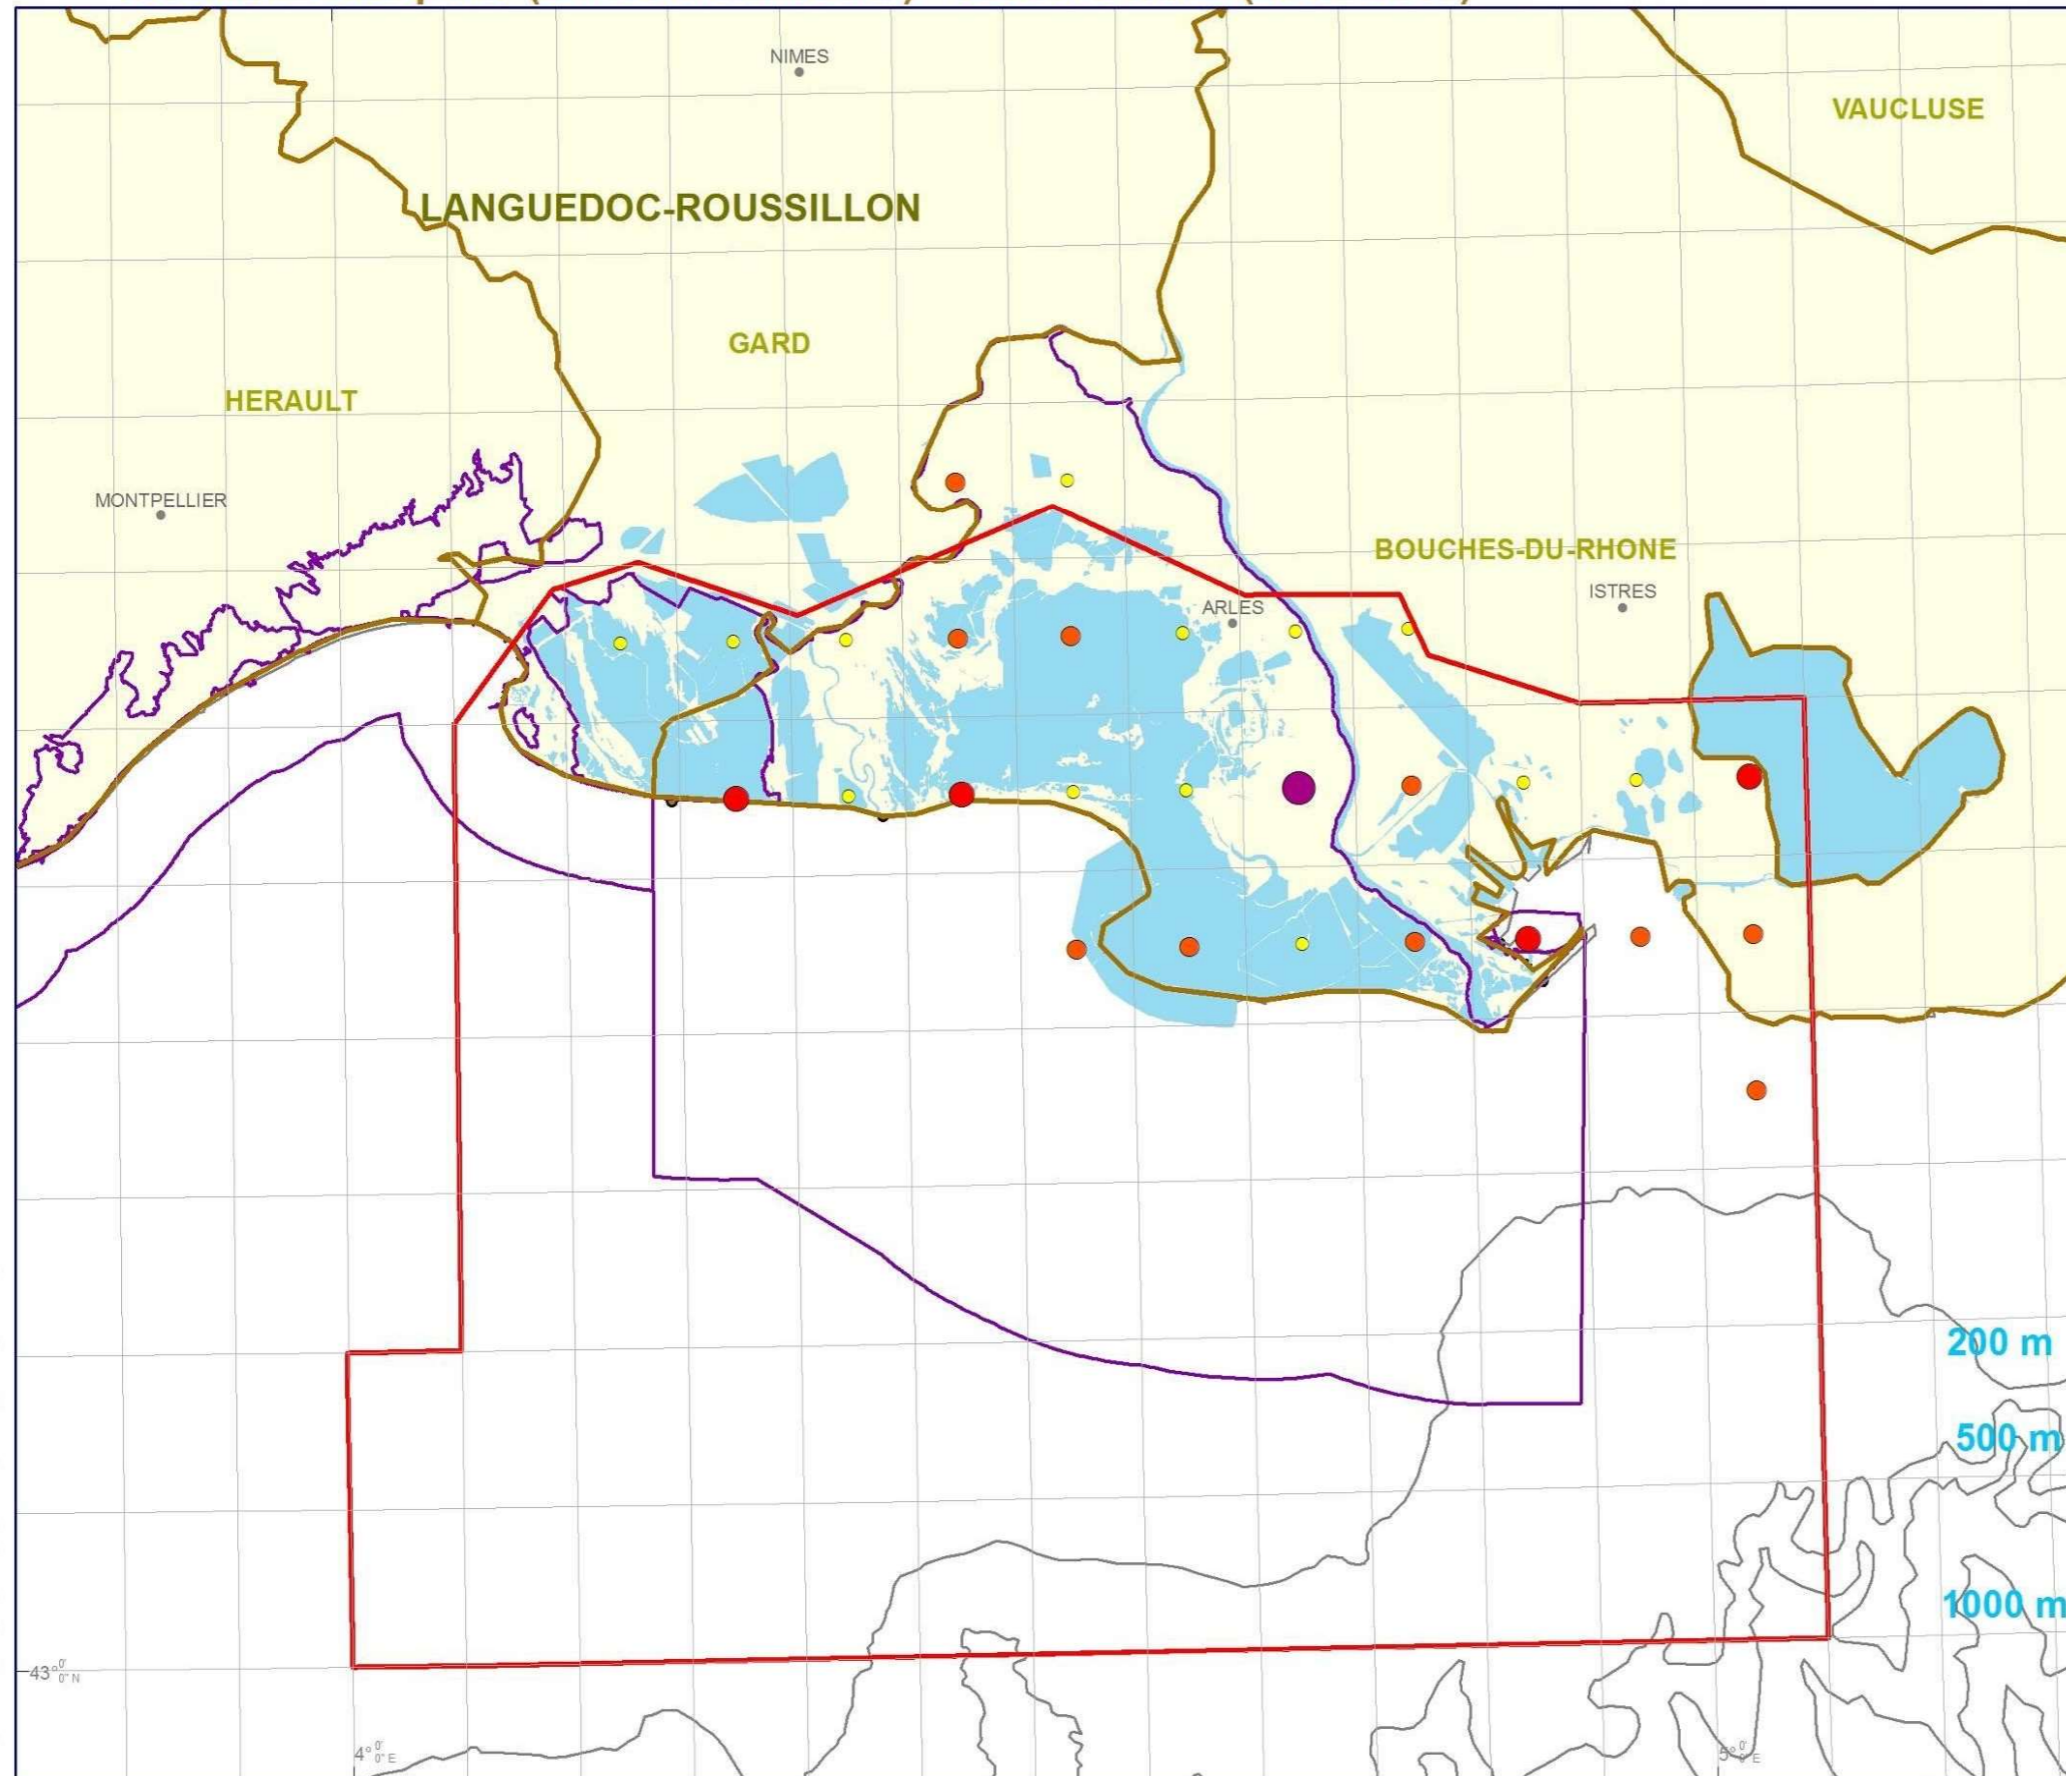 NIMES
VAUCLUSE
LANGUEDOC-ROUSSILLON
GARD
HERAULT
MONTPELLIER
BOUCHES-DU-RHONE
ISTRES
ARLES
200 m
500 m
1000 m
43°0'0" N
4°0'0" E
5°0'0" E